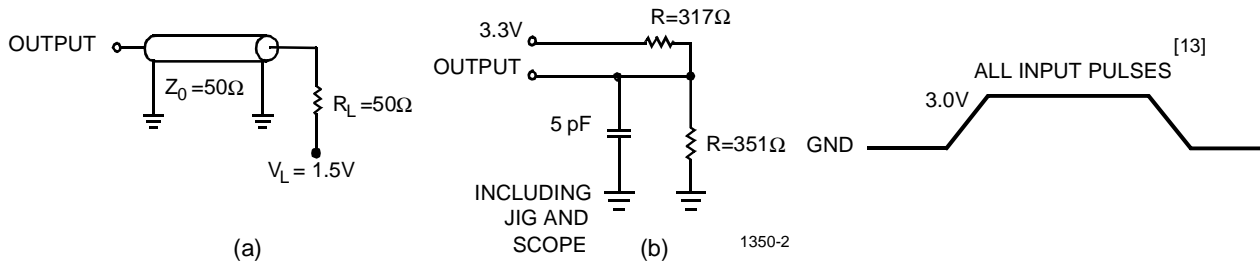 OUTPUT
Z0 =50Ω
RL =50Ω
VL = 1.5V
(a)
R=317Ω
3.3V
OUTPUT
5 pF
R=351Ω
INCLUDING
JIG AND
SCOPE
(b)
1350-2
[13]
ALL INPUT PULSES
3.0V
GND